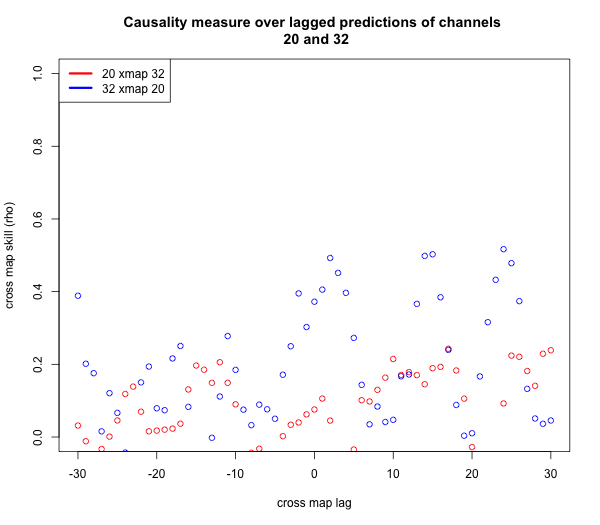 Causality measure over lagged predictions of channels
20 and 32
20 xmap 32
32 xmap 20
cross map skill (rho)
1.0
0.8
0.6
0.4
0.2
0.0
-30 -20 -10 0 10 20 30
cross map lag